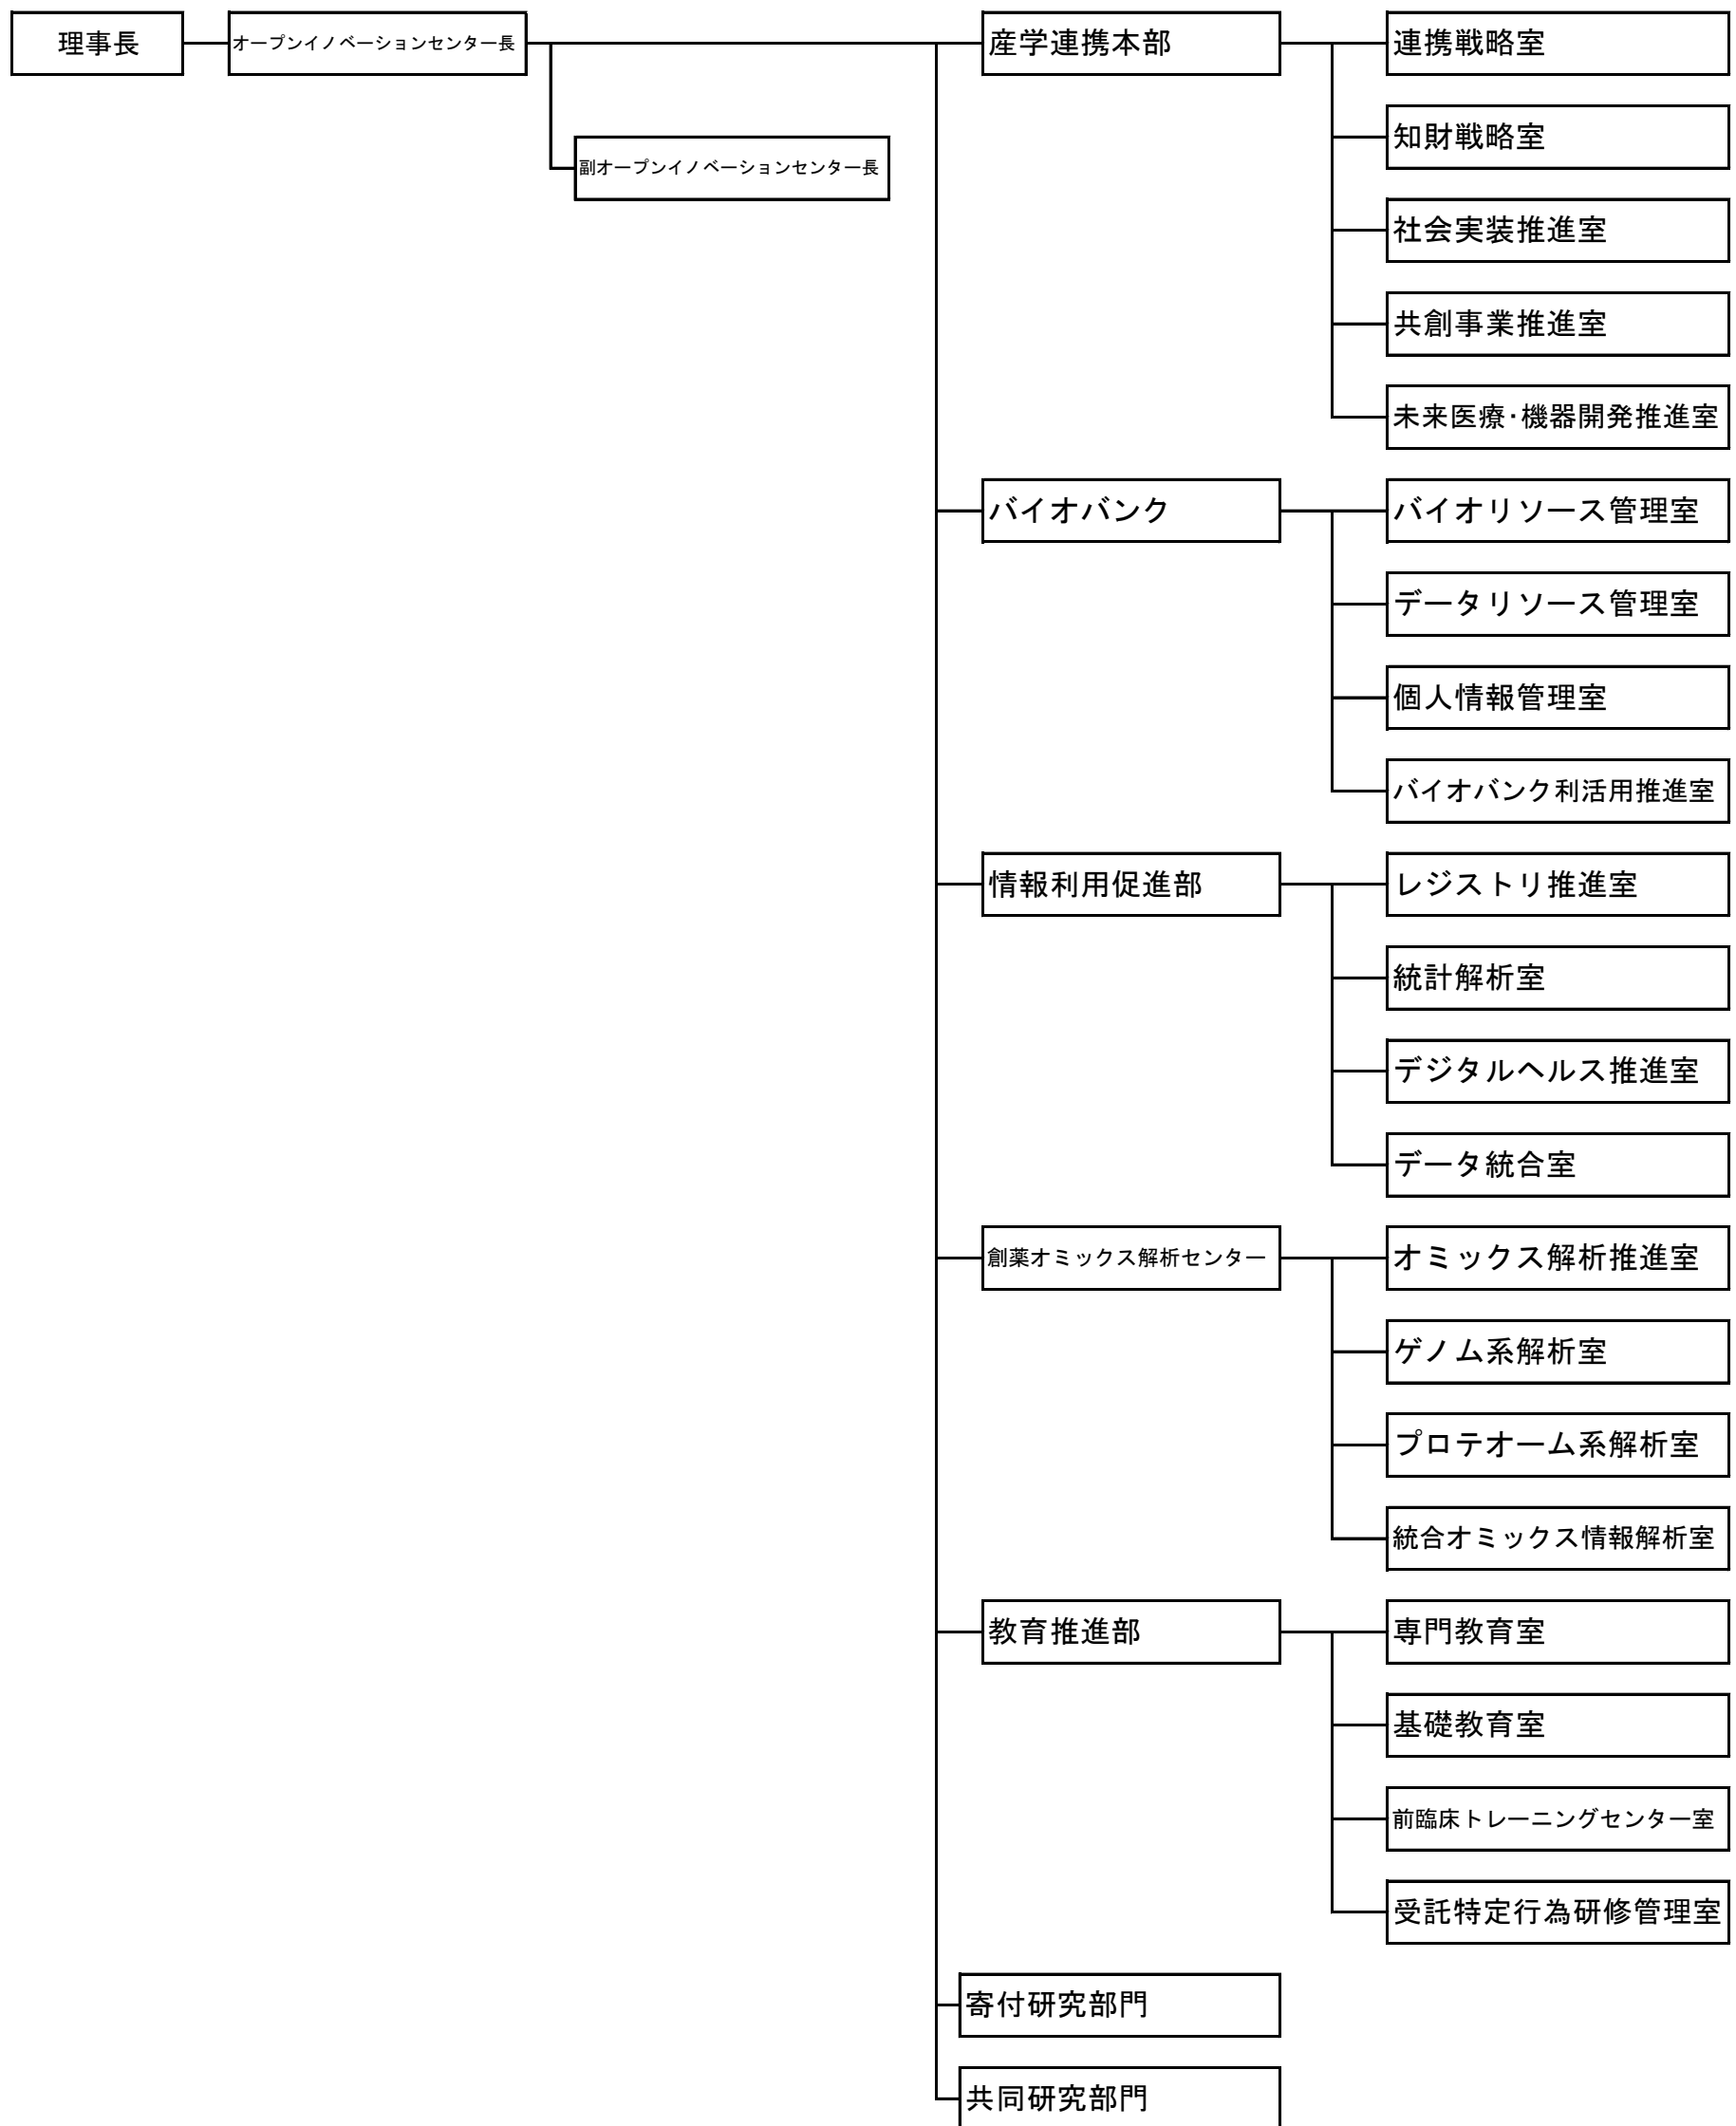 理事長
オープンイノベーションセンター長
産学連携本部
連携戦略室
知財戦略室
副オープンイノベーションセンター長
社会実装推進室
共創事業推進室
未来医療・機器開発推進室
バイオバンク
バイオリソース管理室
データリソース管理室
個人情報管理室
バイオバンク利活用推進室
情報利用促進部
レジストリ推進室
統計解析室
デジタルヘルス推進室
データ統合室
創薬オミックス解析センター
オミックス解析推進室
ゲノム系解析室
プロテオーム系解析室
統合オミックス情報解析室
教育推進部
専門教育室
基礎教育室
前臨床トレーニングセンター室
受託特定行為研修管理室
寄付研究部門
共同研究部門